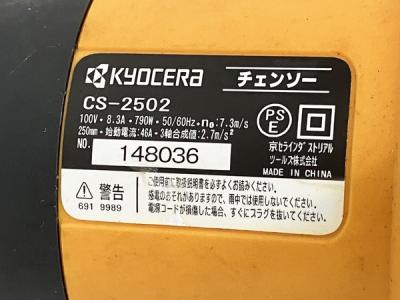 KYOCERA
チェンソー
CS-2502
100V・8.3A・790W・50/60Hz・n₀:7.3m/s
250mm・始動電流:46A・3軸合成値:2.7m/s²
NO. 148036
PS
E
京セラインダストリアル
ツールズ株式会社
MADE IN CHINA
警告
691 9989
ご使用前に取扱説明書を必ずよくお読みください。
感電のおそれがありますので、雨中では使用しないでください。
電源コードが損傷した場合、すぐにプラグを抜いてください。